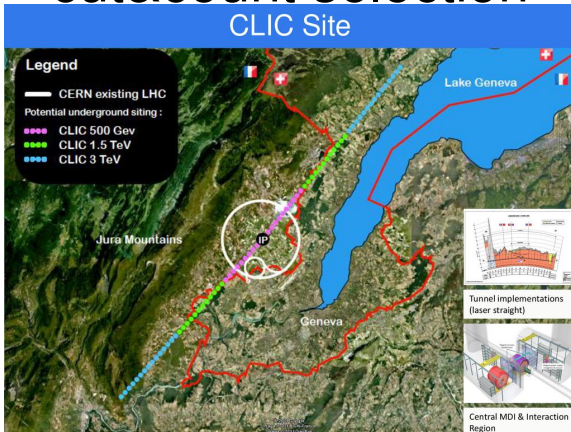 CLIC Site
Legend
CERN existing LHC
Potential underground siting :
CLIC 500 Gev
CLIC 1.5 TeV
CLIC 3 TeV
Lake Geneva
Jura Mountains
IP
Geneva
Tunnel implementations
(laser straight)
Central MDI & Interaction
Region